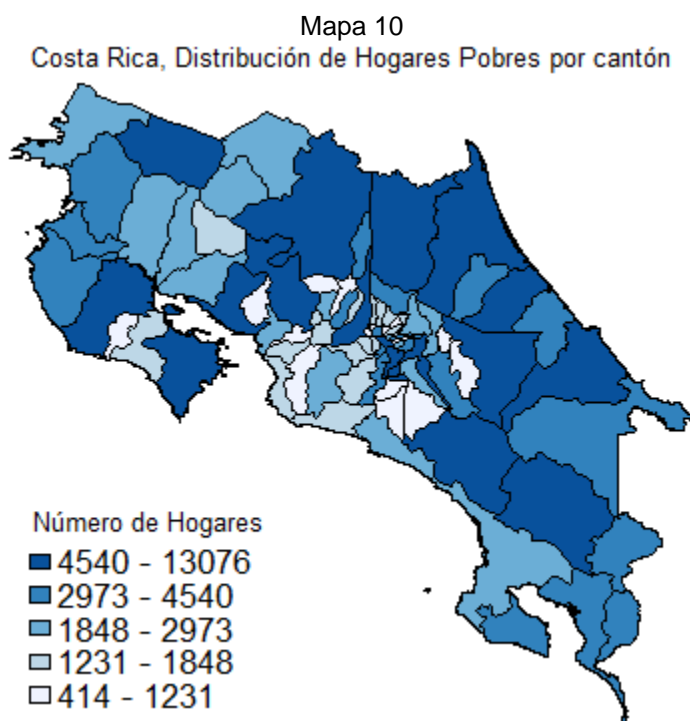 Mapa 10
Costa Rica, Distribución de Hogares Pobres por cantón
Número de Hogares
4540 - 13076
2973 - 4540
1848 - 2973
1231 - 1848
414 - 1231